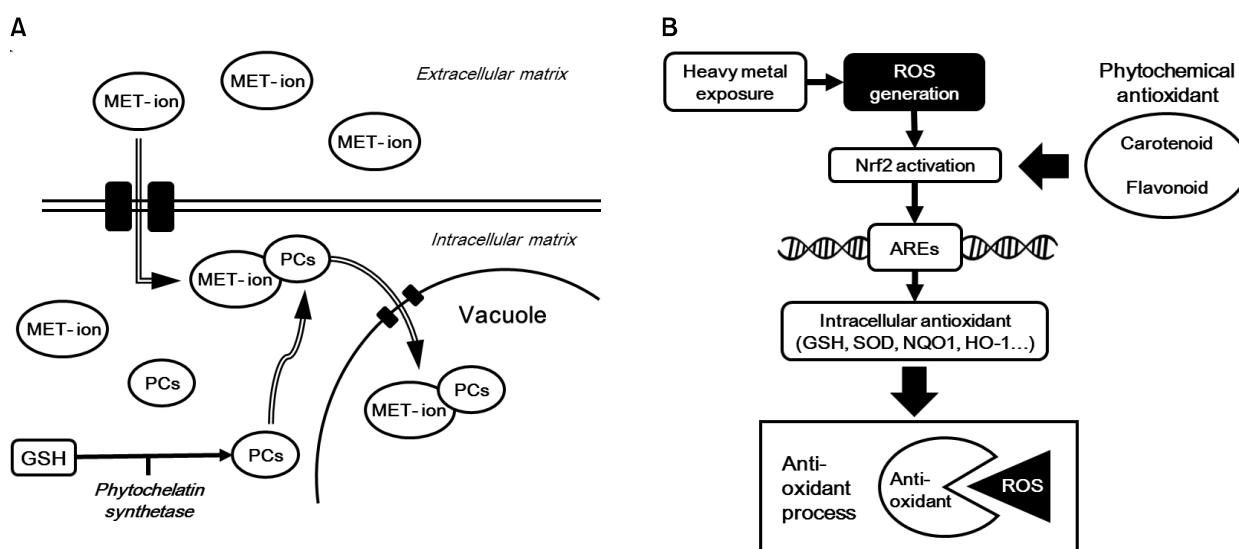 A
MET-ion
MET-ion
MET-ion
Extracellular matrix
Intracellular matrix
MET-ion
PCs
MET-ion
PCs
Vacuole
MET-ion
PCs
GSH
PCs
Phytochelatin
synthetase
B
Heavy metal
exposure
ROS
generation
Phytochemical
antioxidant
Carotenoid
Flavonoid
Nrf2 activation
AREs
Intracellular antioxidant
(GSH, SOD, NQO1, HO-1...)
Anti-
oxidant
process
Anti-
oxidant
ROS